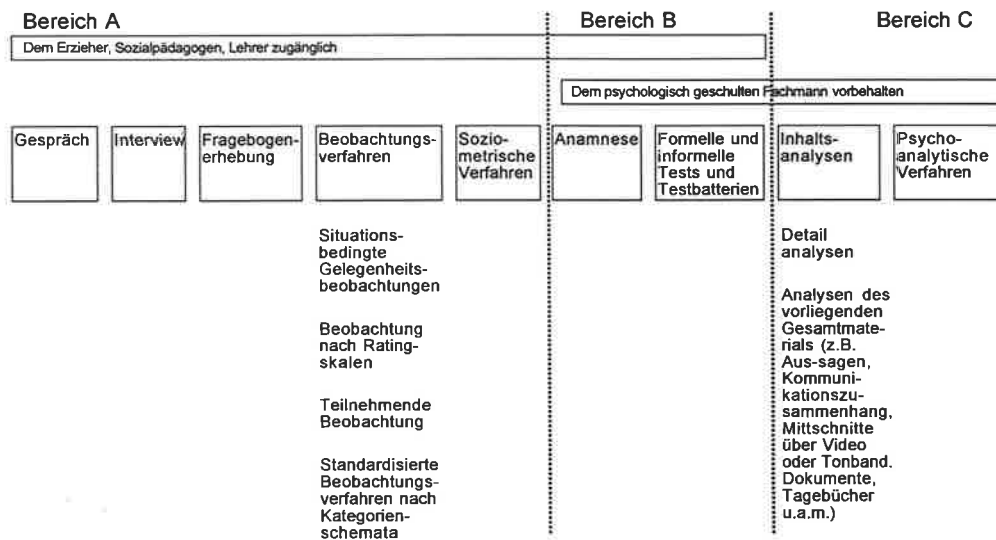 Bereich A
Bereich B
Bereich C
Dem Erzieher, Sozialpädagogen, Lehrer zugänglich
Dem psychologisch geschulten Fachmann vorbehalten
Gespräch
Interview
Fragebogen-
erhebung
Beobachtungs-
verfahren
Sozio-
metrische
Verfahren
Anamnese
Formelle und
informelle
Tests und
Testbatterien
Inhalts-
analysen
Psycho-
analytische
Verfahren
Situations-
bedingte
Gelegenheits-
beobachtungen
Beobachtung
nach Rating-
skalen
Teilnehmende
Beobachtung
Standardisierte
Beobachtungs-
verfahren nach
Kategorien-
schemata
Detail
analysen
Analysen des
vorliegenden
Gesamtmate-
rials (z.B.
Aus-sagen,
Kommuni-
kationszu-
sammenhang,
Mittschnitte
über Video
oder Tonband.
Dokumente,
Tagebücher
u.a.m.)